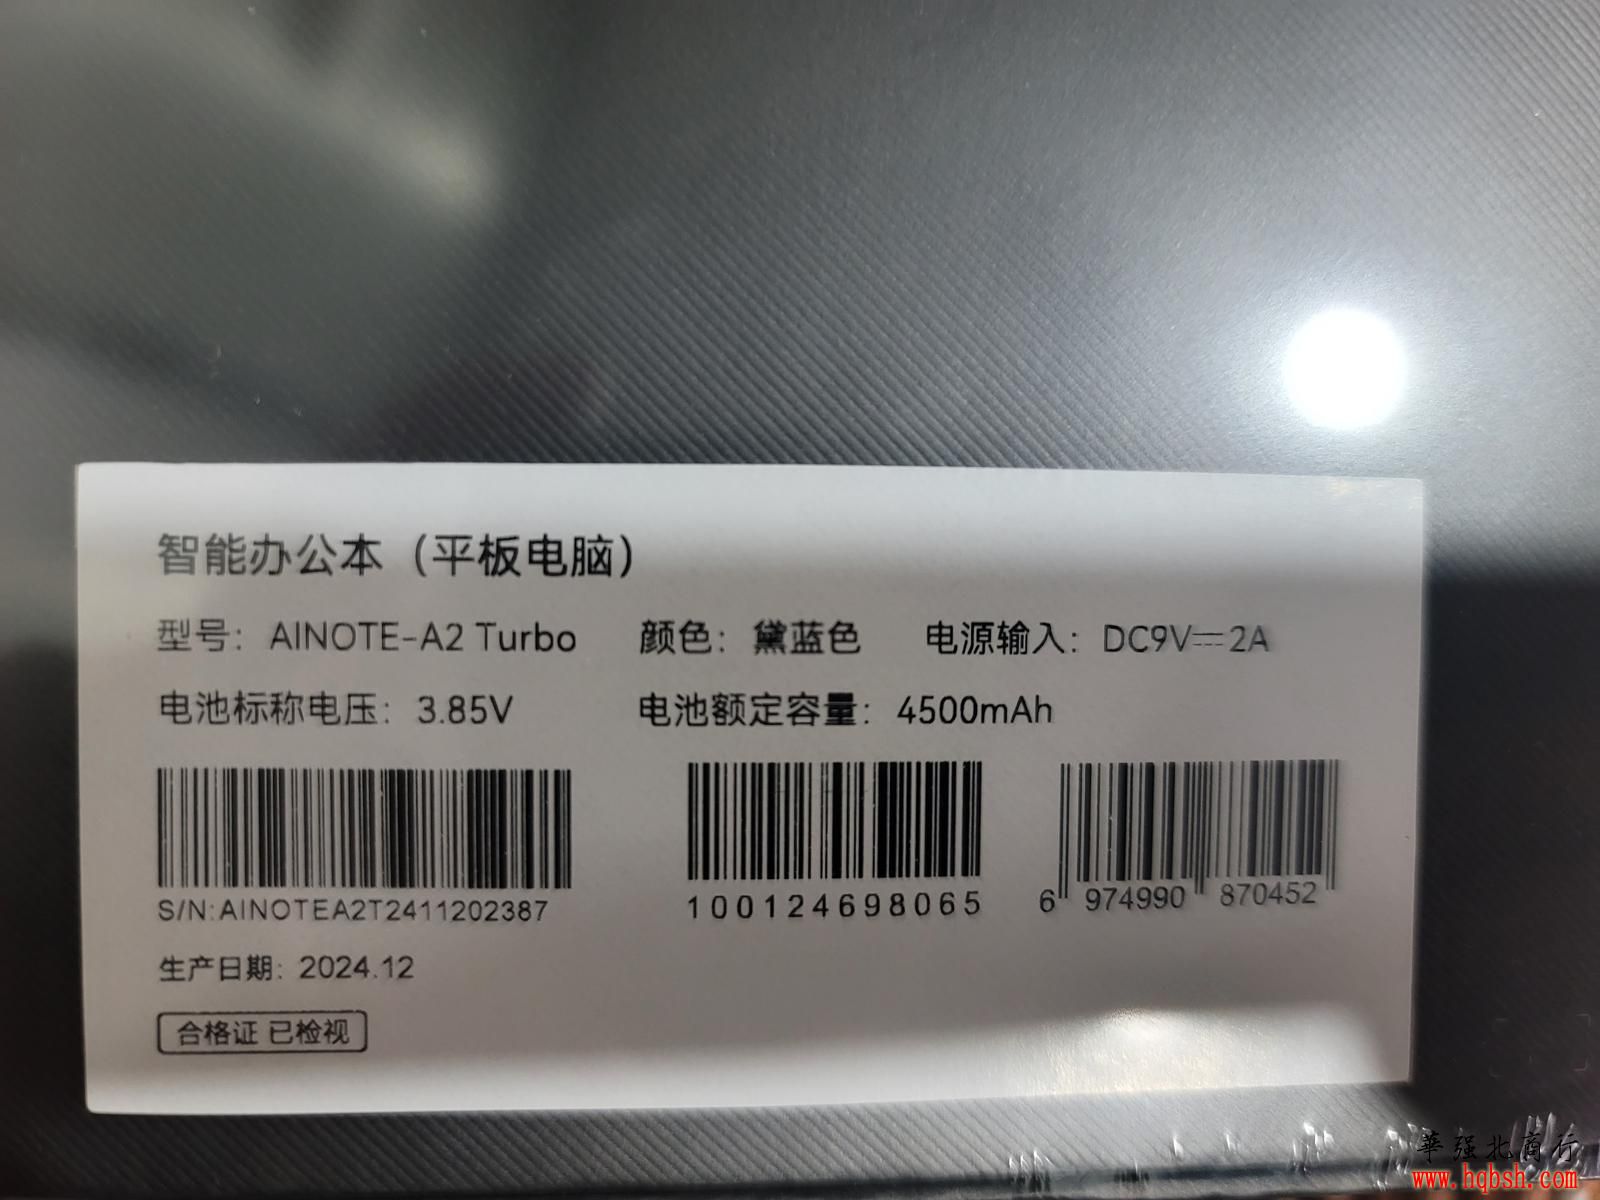 智能办公本（平板电脑）
型号：AINOTE-A2 Turbo 颜色：黛蓝色 电源输入：DC9V⎓2A
电池标称电压：3.85V 电池额定容量：4500mAh
S/N:AINOTEA2T2411202387 100124698065 6 974990 870452
生产日期：2024.12
合格证 已检视
華强北商行
www.hqbsh.com